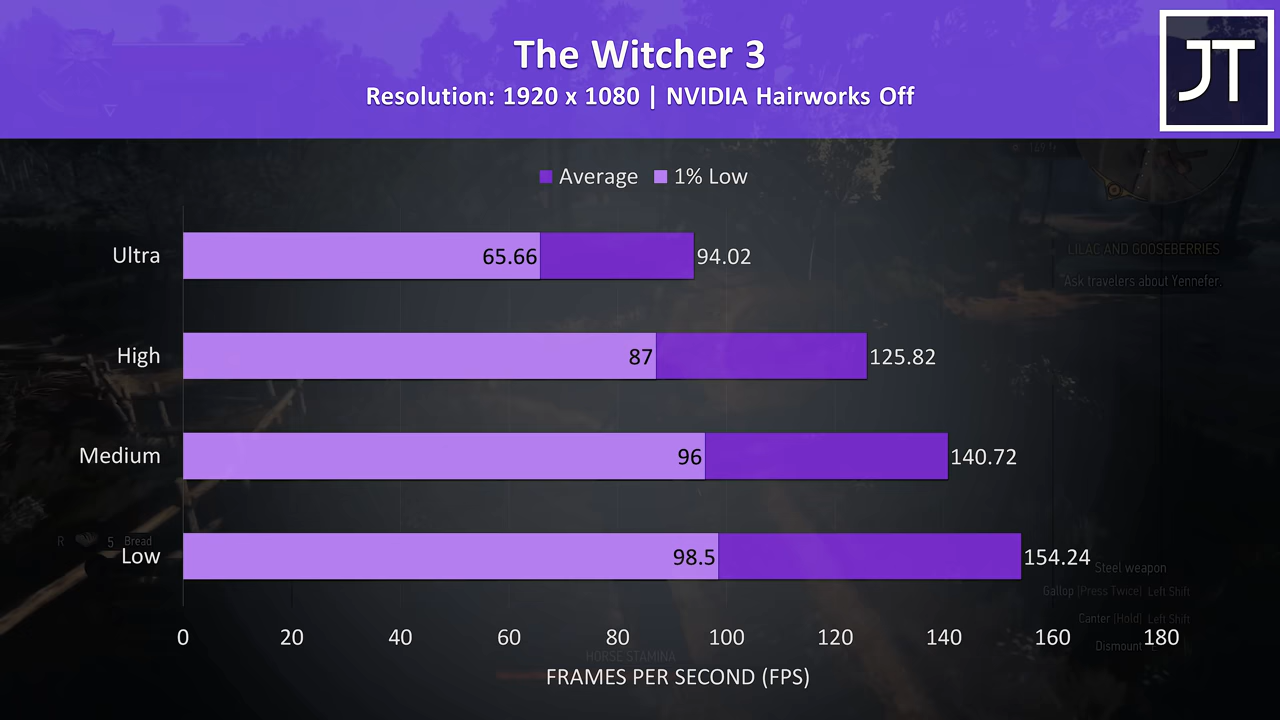 The Witcher 3
Resolution: 1920 x 1080 | NVIDIA Hairworks Off
JT
Average 1% Low
Ultra 65.66 94.02
LILAC AND GOOSEBERRIES
Ask travelers about Yennefer.
High 87 125.82
Medium 96 140.72
R 5 Bread
Low 98.5 154.24
Steel weapon
Gallop [Press Twice] Left Shift
Canter [Hold] Left Shift
Dismount
0 20 40 60 80 100 120 140 160 180
HORSE STAMINA
FRAMES PER SECOND (FPS)